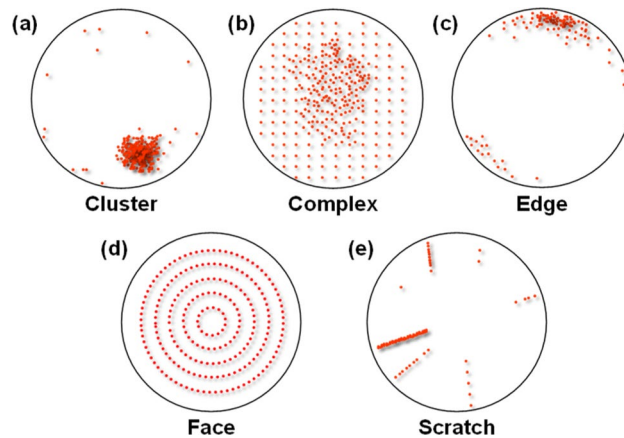 (a) (b) (c)
Cluster Complex Edge
(d) (e)
Face Scratch